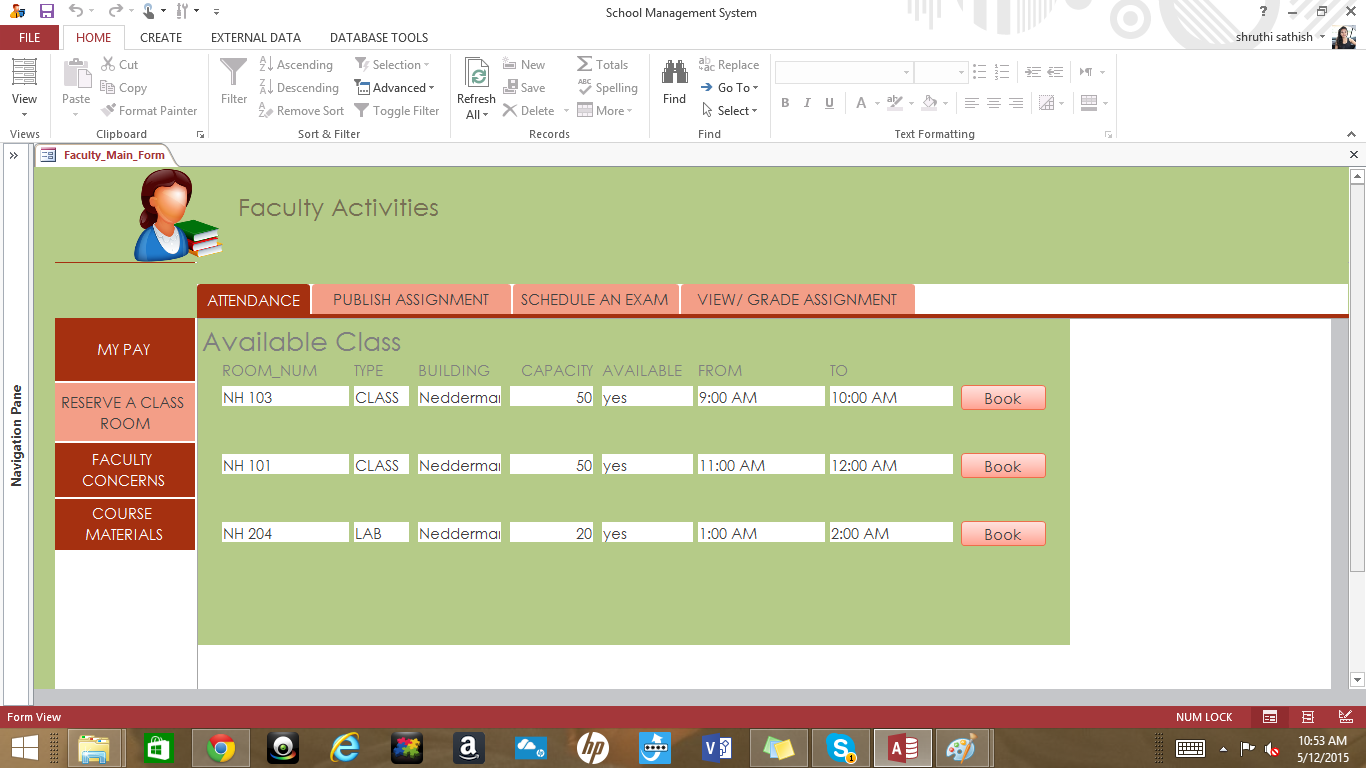 School Management System
?
FILE HOME CREATE EXTERNAL DATA DATABASE TOOLS shruthi sathish
View
Views
Paste
Cut
Copy
Format Painter
Clipboard
Filter
Ascending
Descending
Remove Sort
Selection
Advanced
Toggle Filter
Sort & Filter
Refresh
All
New
Save
Delete
Totals
Spelling
More
Records
Find
Replace
Go To
Select
Find
B I U A
Text Formatting
Faculty_Main_Form
Navigation Pane
Faculty Activities
ATTENDANCE PUBLISH ASSIGNMENT SCHEDULE AN EXAM VIEW/ GRADE ASSIGNMENT
MY PAY
RESERVE A CLASS
ROOM
FACULTY
CONCERNS
COURSE
MATERIALS
Available Class
ROOM_NUM TYPE BUILDING CAPACITY AVAILABLE FROM TO
NH 103 CLASS Nedderma 50 yes 9:00 AM 10:00 AM Book
NH 101 CLASS Nedderma 50 yes 11:00 AM 12:00 AM Book
NH 204 LAB Nedderma 20 yes 1:00 AM 2:00 AM Book
Form View NUM LOCK
10:53 AM
5/12/2015